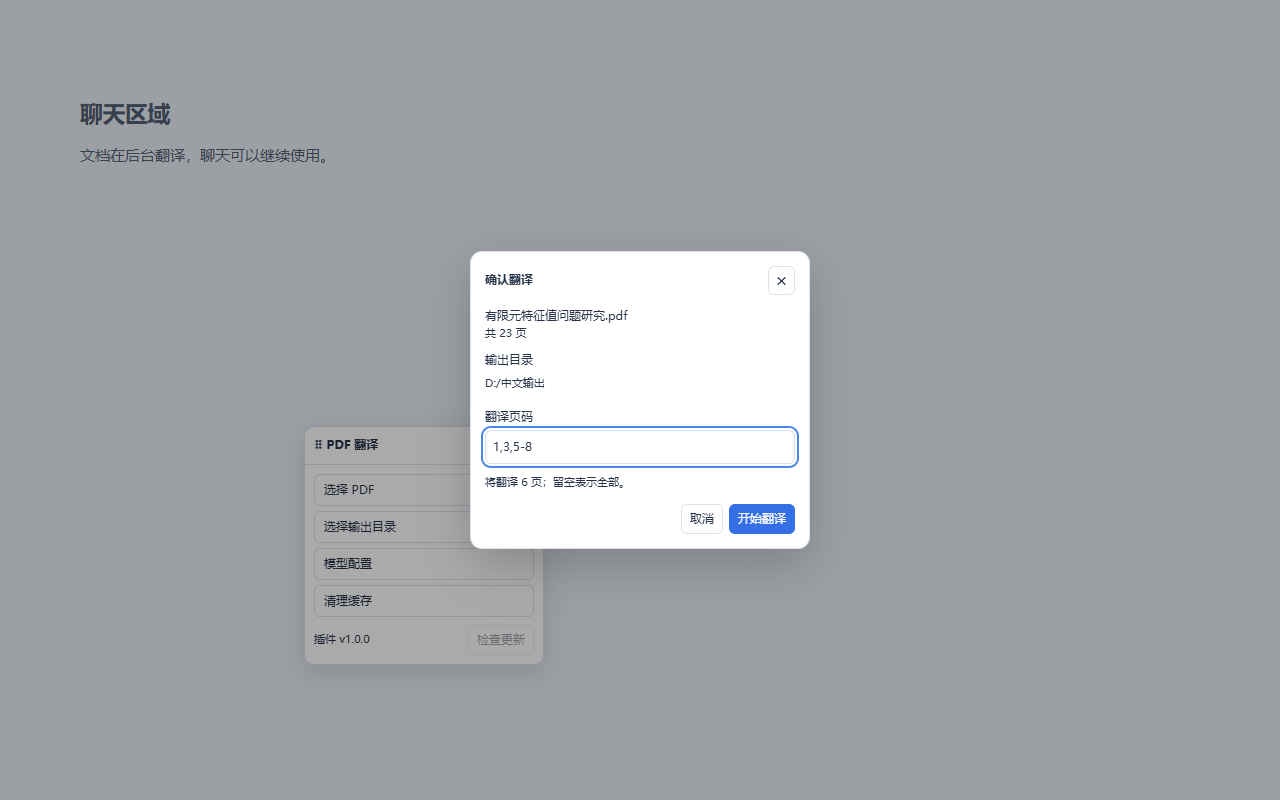 聊天区域
文档在后台翻译，聊天可以继续使用。
确认翻译
有限元特征值问题研究.pdf
共 23 页
输出目录
D:/中文输出
翻译页码
1,3,5-8
将翻译 6 页；留空表示全部。
取消
开始翻译
PDF 翻译
选择 PDF
选择输出目录
模型配置
清理缓存
插件 v1.0.0
检查更新